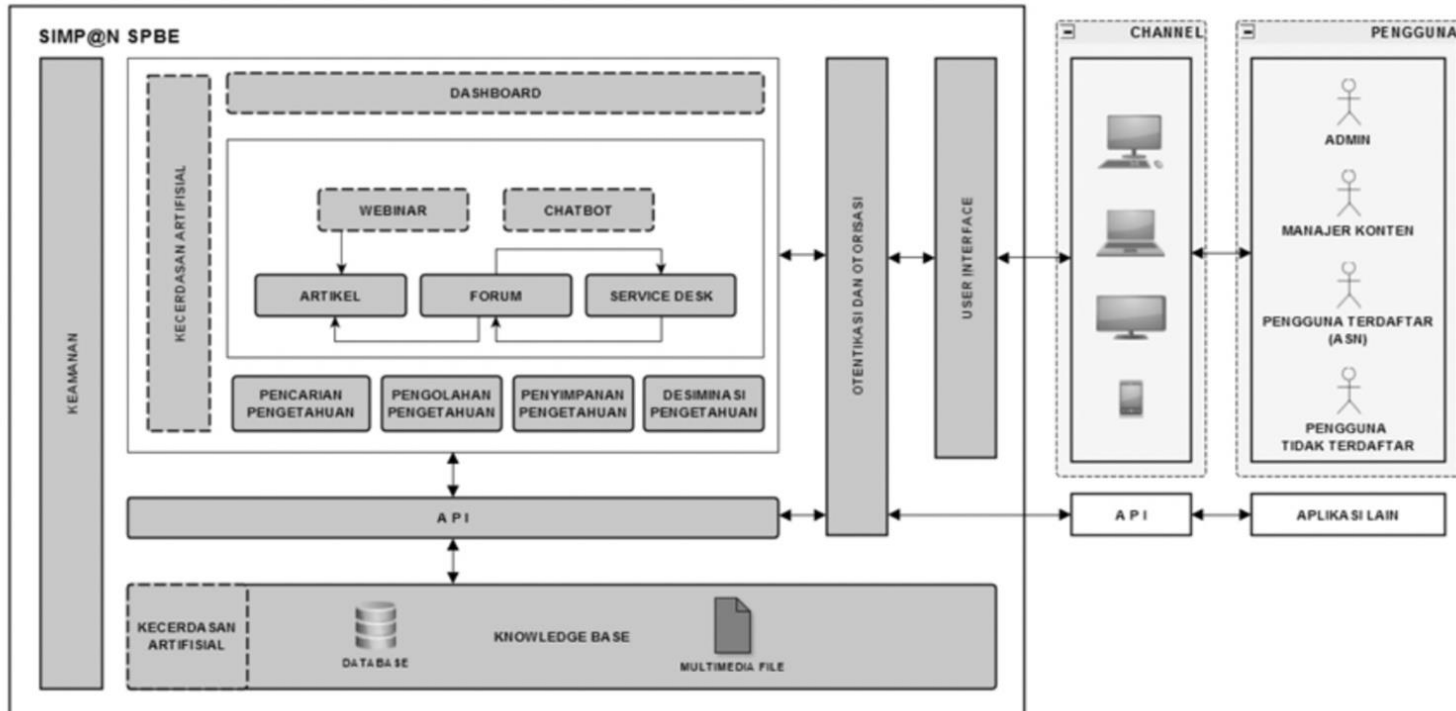 SIMP@N SPBE
KEAMANAN
KECERDASAN ARTIFISIAL
DASHBOARD
WEBINAR
CHATBOT
ARTIKEL
FORUM
SERVICE DESK
PENCARIAN
PENGETAHUAN
PENGOLAHAN
PENGETAHUAN
PENYIMPANAN
PENGETAHUAN
DESIMINASI
PENGETAHUAN
API
KECERDASAN
ARTIFISIAL
DATABASE
KNOWLEDGE BASE
MULTIMEDIA FILE
OTENTIKASI DAN OTORISASI
USER INTERFACE
CHANNEL
API
PENGGUNA
ADMIN
MANAJER KONTEN
PENGGUNA TERDAFTAR
(ASN)
PENGGUNA
TIDAK TERDAFTAR
APLIKASI LAIN